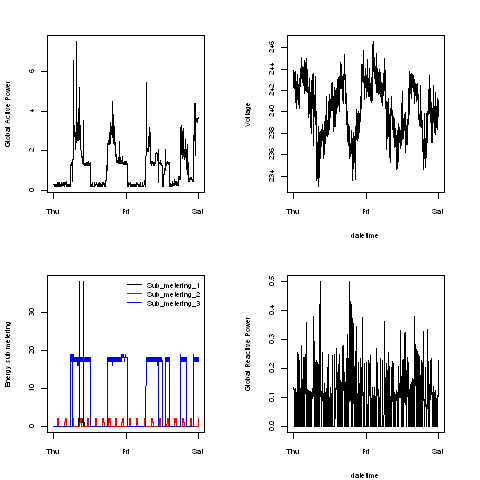 Global Active Power
6
4
2
0
Thu
Fri
Sat
Voltage
246
244
242
240
238
236
234
Thu
Fri
Sat
datetime
Energy sub metering
30
20
10
0
Sub_metering_1
Sub_metering_2
Sub_metering_3
Thu
Fri
Sat
Global Reactive Power
0.5
0.4
0.3
0.2
0.1
0.0
Thu
Fri
Sat
datetime